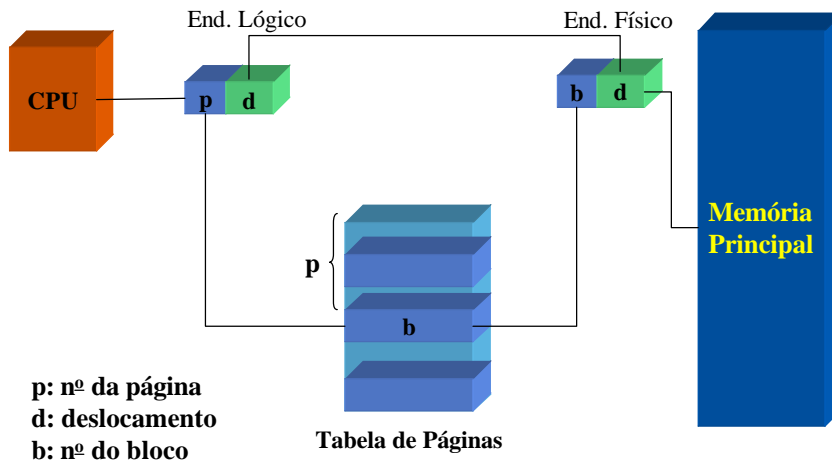 End. Lógico
End. Físico
CPU
p
d
b
d
Memória
Principal
p
b
p: nº da página
d: deslocamento
b: nº do bloco
Tabela de Páginas